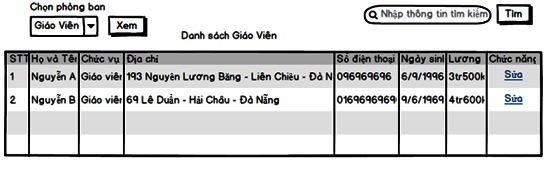 Chọn phòng ban
Giáo Viên Xem Nhập thông tin tìm kiếm Tìm
Danh sách Giáo Viên
STT Họ và Tên Chức vụ Địa chỉ Số điện thoại Ngày sinh Lương Chức năng
1 Nguyễn A Giáo viên 193 Nguyễn Lương Bằng - Liên Chiểu - Đà N 096969696 6/9/1996 3tr500k Sửa
2 Nguyễn B Giáo viên 69 Lê Duẩn - Hải Châu - Đà Nẵng 0169696969 9/6/1969 4tr600k Sửa